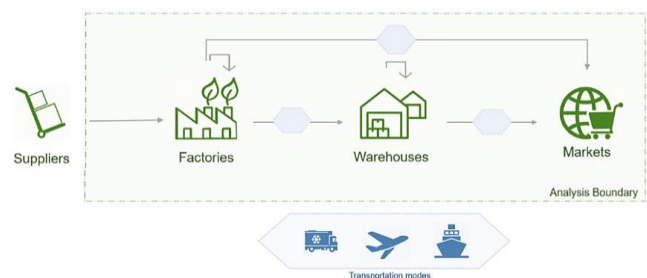 Suppliers
Factories
Warehouses
Markets
Analysis Boundary
Transportation modes